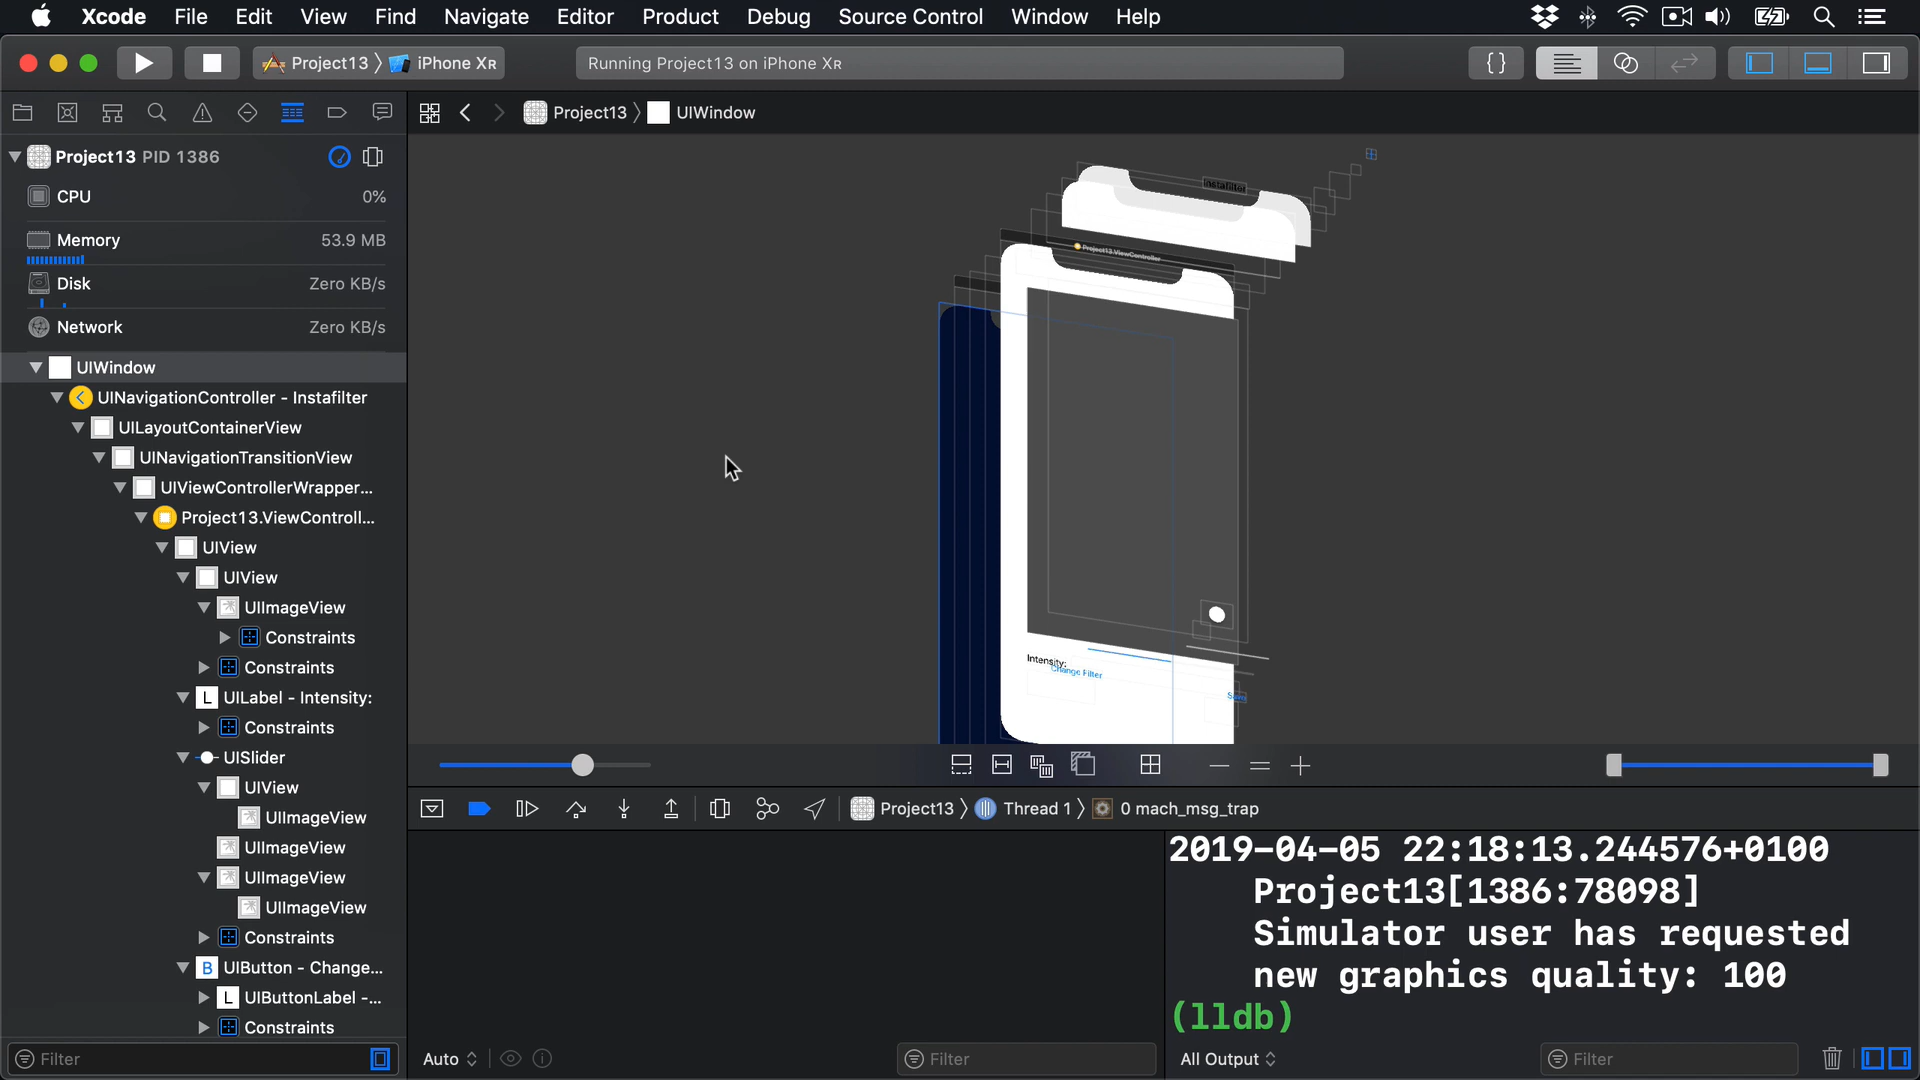 Xcode File Edit View Find Navigate Editor Product Debug Source Control Window Help
Project13 iPhone XR
Running Project13 on iPhone XR
{}
Project13 UIWindow
Project13 PID 1386
CPU 0%
Memory 53.9 MB
Disk Zero KB/s
Network Zero KB/s
UIWindow
UINavigationController - Instafilter
UILayoutContainerView
UINavigationTransitionView
UIViewControllerWrapper...
Project13.ViewControll...
UIView
UIView
UIImageView
Constraints
Constraints
L UILabel - Intensity:
Constraints
UISlider
UIView
UIImageView
UIImageView
UIImageView
UIImageView
Constraints
B UIButton - Change...
L UIButtonLabel -...
Constraints
Filter
Instafilter
Project13.ViewController
Intensity:
Change Filter
Save
Project13 Thread 1 0 mach_msg_trap
2019-04-05 22:18:13.244576+0100
Project13[1386:78098]
Simulator user has requested
new graphics quality: 100
(lldb)
Auto Filter
All Output Filter